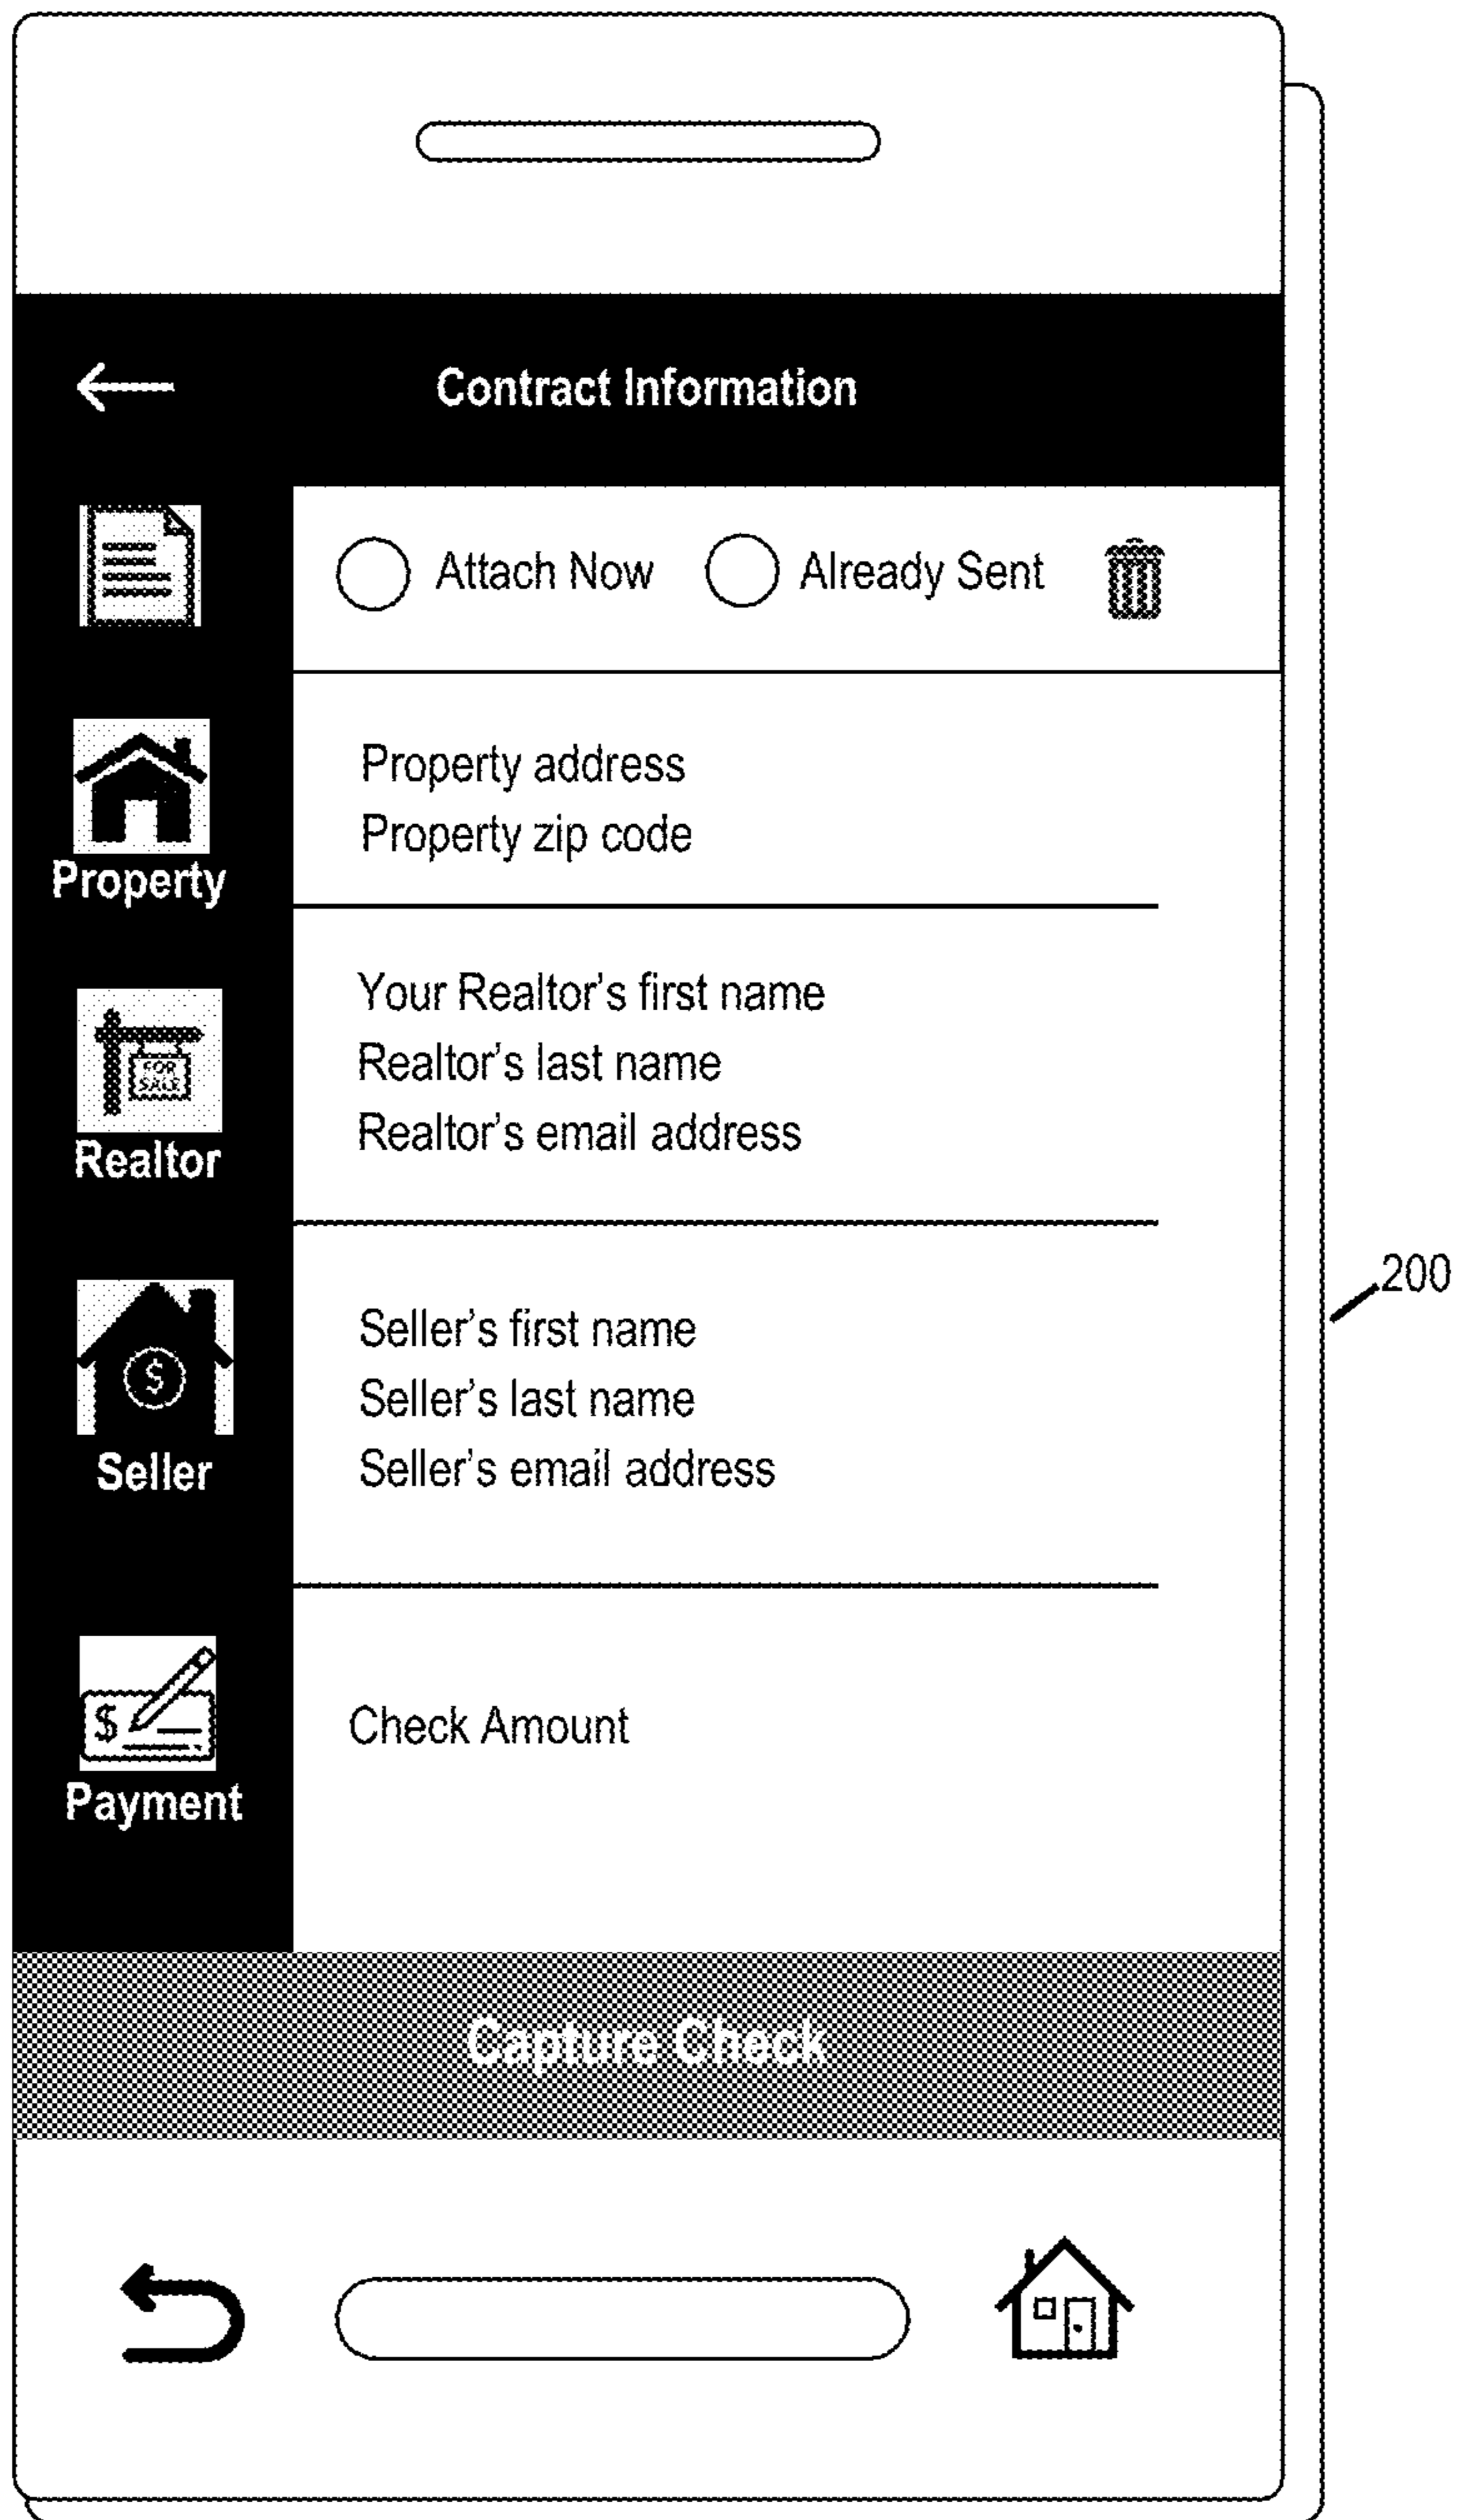 Contract Information
Attach Now
Already Sent
Property address
Property zip code
Property
Your Realtor's first name
Realtor's last name
Realtor's email address
FOR
SALE
Realtor
200
Seller's first name
Seller's last name
Seller's email address
$
Seller
$
Check Amount
Payment
Capture Check